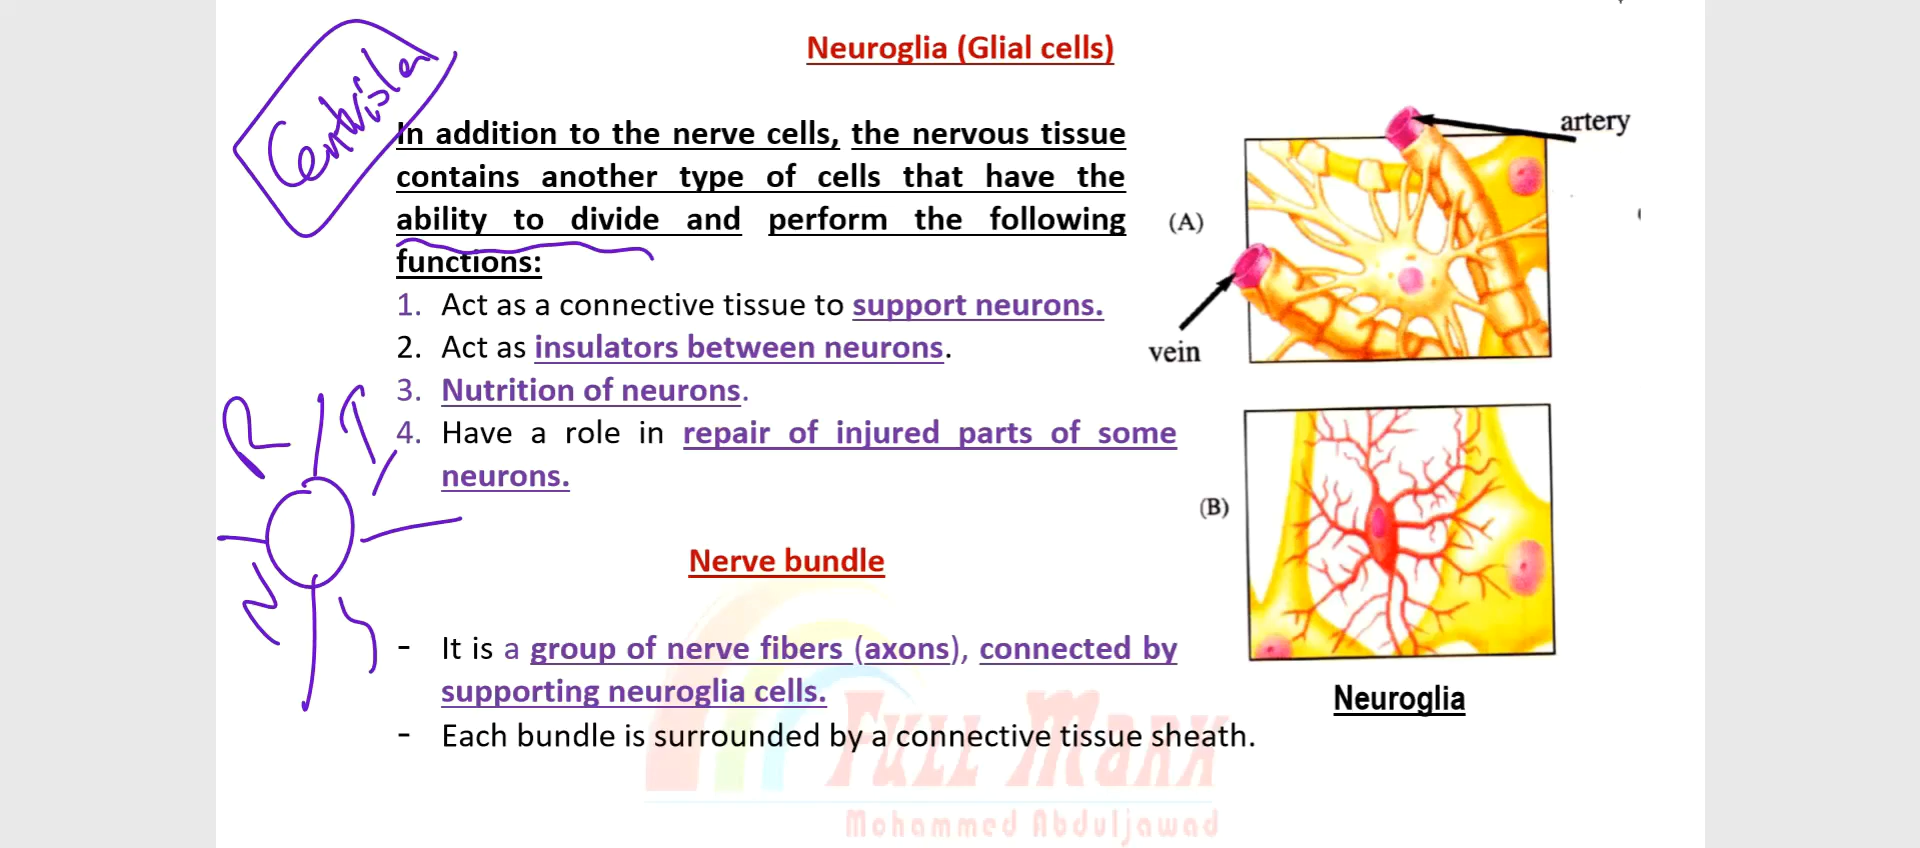 Neuroglia (Glial cells)
Centrioles
In addition to the nerve cells, the nervous tissue
contains another type of cells that have the
ability to divide and perform the following
functions:
1. Act as a connective tissue to support neurons.
2. Act as insulators between neurons.
3. Nutrition of neurons.
4. Have a role in repair of injured parts of some
neurons.
artery
(A)
vein
(B)
Neuroglia
R
N
Nerve bundle
- It is a group of nerve fibers (axons), connected by
supporting neuroglia cells.
- Each bundle is surrounded by a connective tissue sheath.
Full Mark
Mohammed Abduljawad